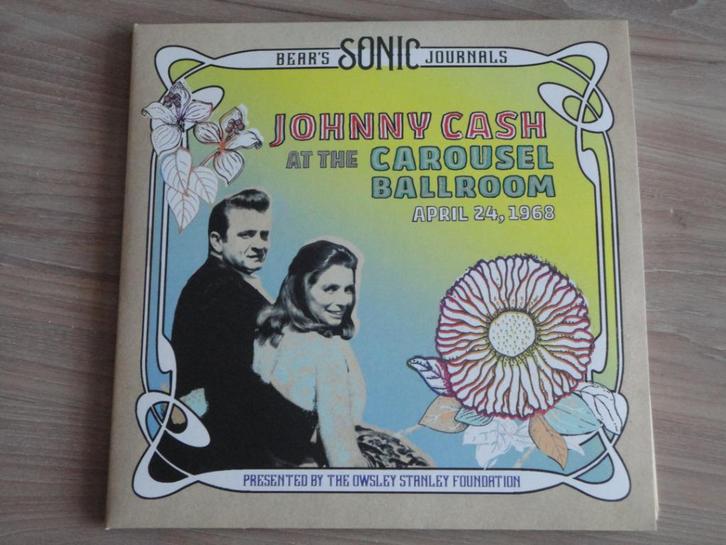 BEAR'S SONIC JOURNALS
JOHNNY CASH
AT THE CAROUSEL
BALLROOM
APRIL 24, 1968
PRESENTED BY THE OWSLEY STANLEY FOUNDATION